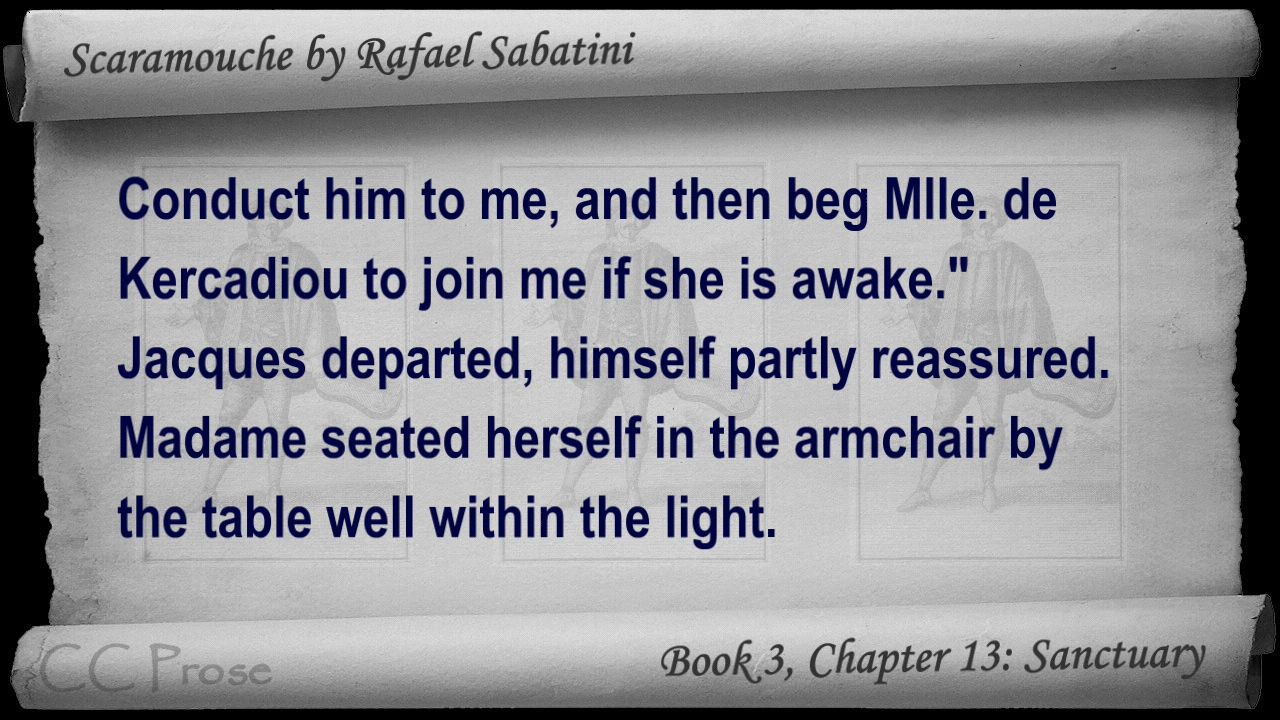 Scaramouche by Rafael Sabatini
Conduct him to me, and then beg Mlle. de
Kercadiou to join me if she is awake."
Jacques departed, himself partly reassured.
Madame seated herself in the armchair by
the table well within the light.
CC Prose
Book 3, Chapter 13: Sanctuary